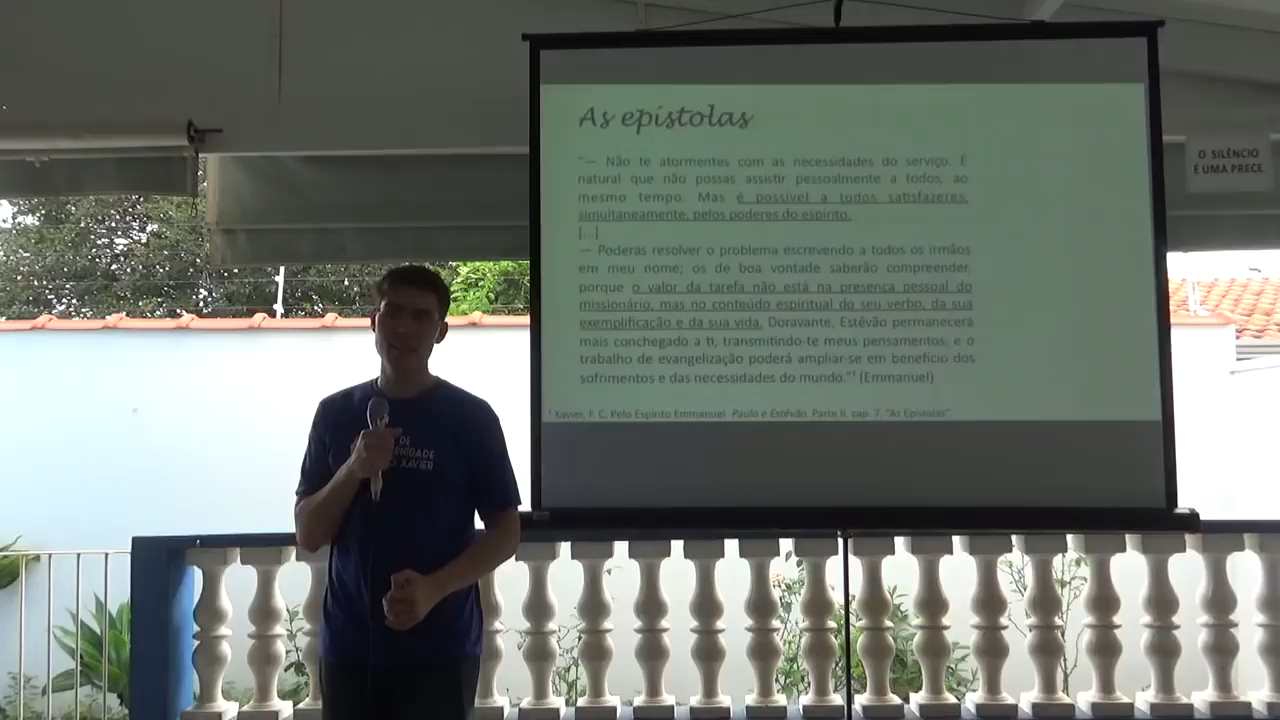 As epístolas
"— Não te atormentes com as necessidades do serviço. É
natural que não possas assistir pessoalmente a todos, ao
mesmo tempo. Mas é possível a todos satisfazeres,
simultaneamente, pelos poderes do espírito.
[...]
— Poderás resolver o problema escrevendo a todos os irmãos
em meu nome; os de boa vontade saberão compreender,
porque o valor da tarefa não está na presença pessoal do
missionário, mas no conteúdo espiritual do seu verbo, da sua
exemplificação e da sua vida. Doravante, Estêvão permanecerá
mais conchegado a ti, transmitindo-te meus pensamentos, e o
trabalho de evangelização poderá ampliar-se em benefício dos
sofrimentos e das necessidades do mundo."¹ (Emmanuel)
¹ Xavier, F. C. Pelo Espírito Emmanuel. Paulo e Estêvão. Parte II, cap. 7, "As Epístolas".
O SILÊNCIO
É UMA PRECE
DE
XAVIER